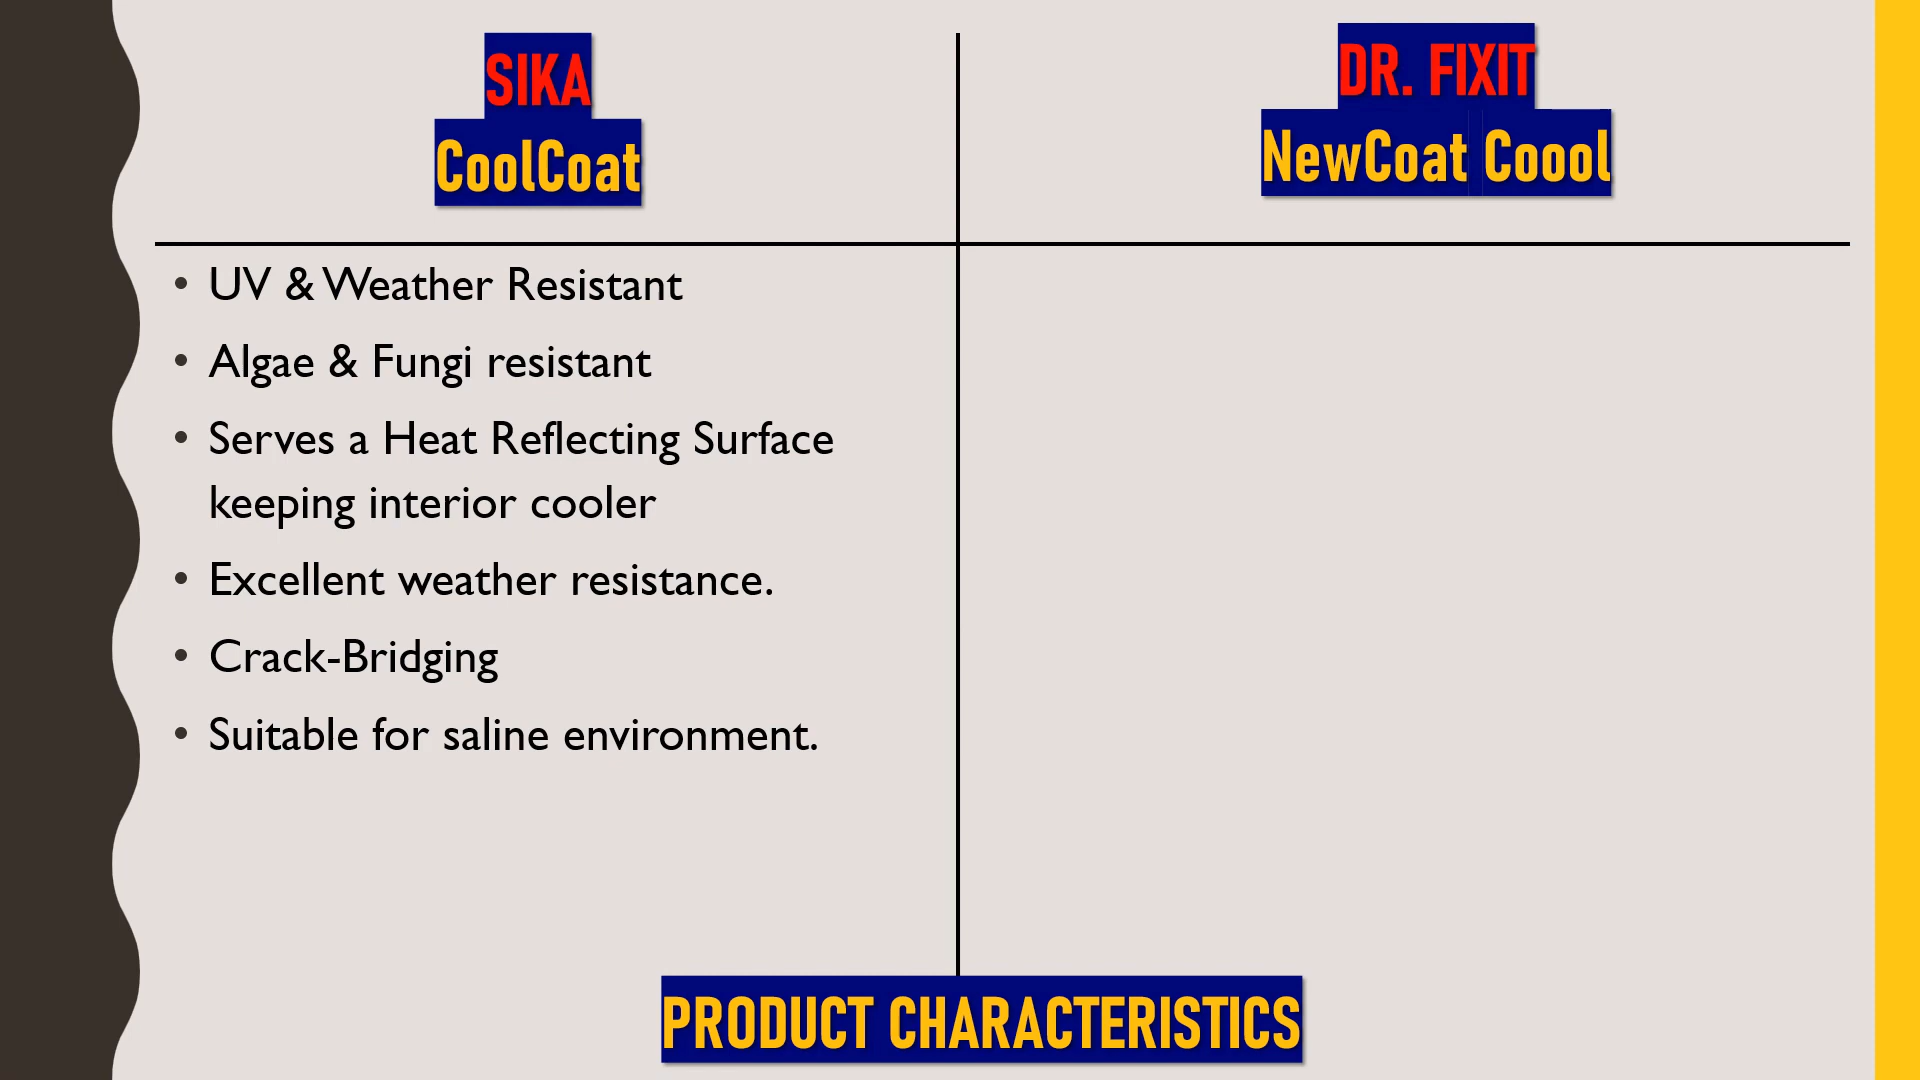 SIKA
CoolCoat
DR. FIXIT
NewCoat Coool
• UV & Weather Resistant
• Algae & Fungi resistant
• Serves a Heat Reflecting Surface
keeping interior cooler
• Excellent weather resistance.
• Crack-Bridging
• Suitable for saline environment.
PRODUCT CHARACTERISTICS